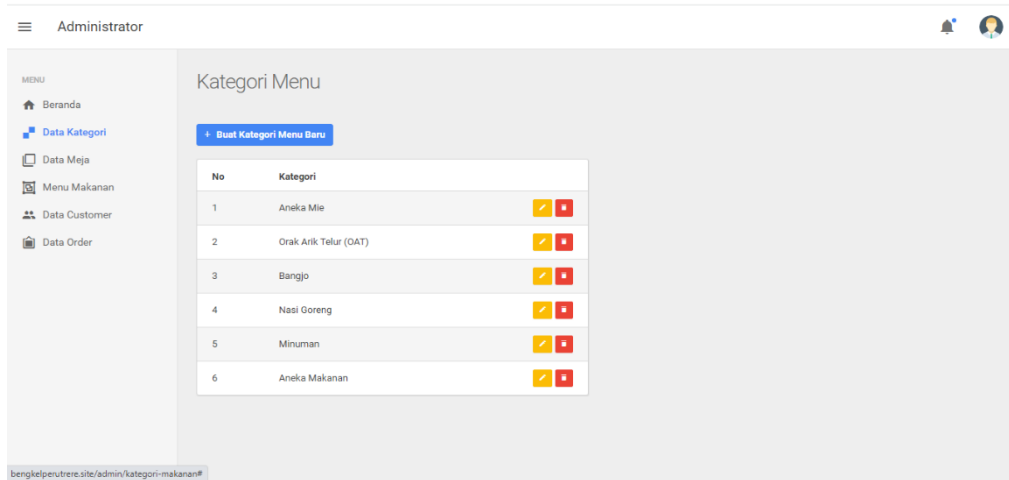 Administrator
MENU
Beranda
Data Kategori
Data Meja
Menu Makanan
Data Customer
Data Order
Kategori Menu
+ Buat Kategori Menu Baru
No Kategori
1 Aneka Mie
2 Orak Arik Telur (OAT)
3 Bangjo
4 Nasi Goreng
5 Minuman
6 Aneka Makanan
bengkelperutrere.site/admin/kategori-makanan#